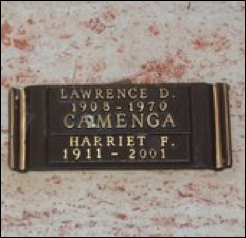 LAWRENCE D.
1908 - 1970
CAMENGA
HARRIET F.
1911 - 2001